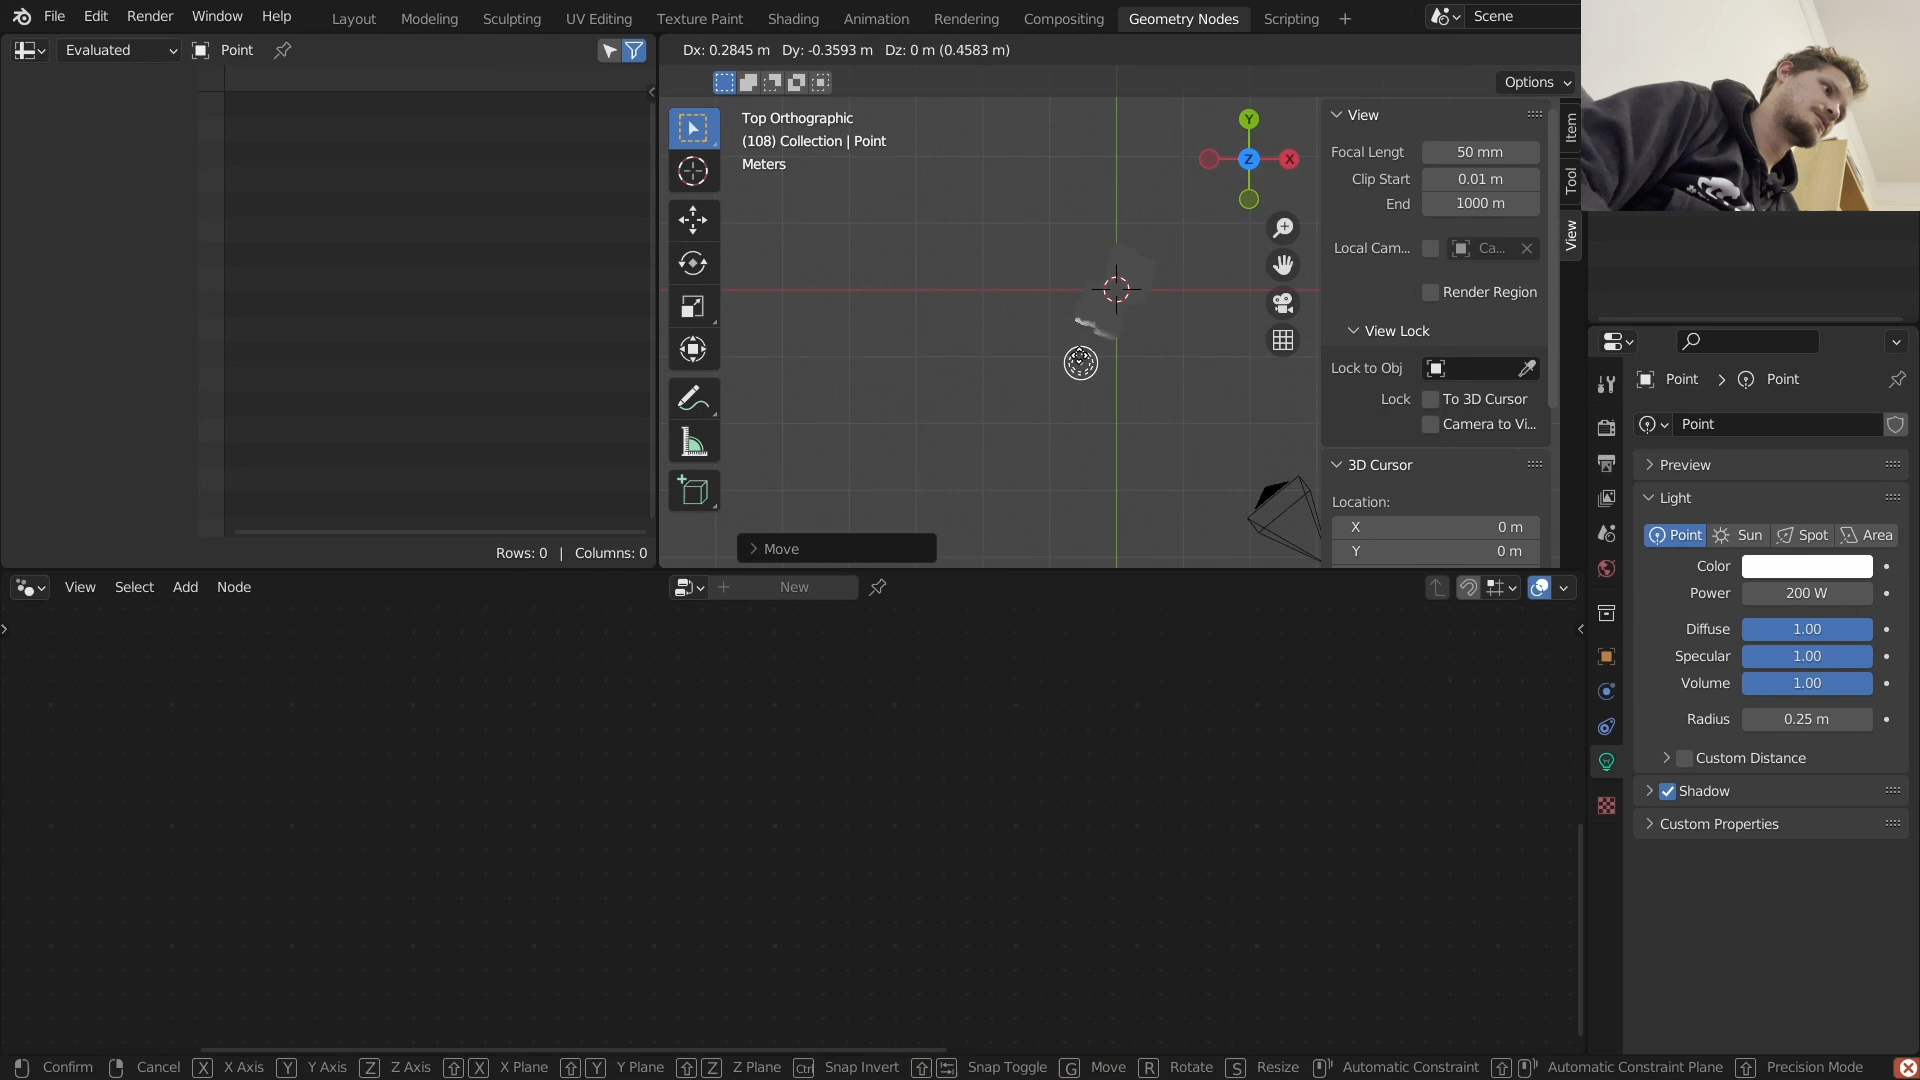 File Edit Render Window Help Layout Modeling Sculpting UV Editing Texture Paint Shading Animation Rendering Compositing Geometry Nodes Scripting + Scene
Evaluated Point
Dx: 0.2845 m Dy: -0.3593 m Dz: 0 m (0.4583 m)
Options
Top Orthographic
(108) Collection | Point
Meters
Y
X
Z
View
Focal Lengt 50 mm
Clip Start 0.01 m
End 1000 m
Local Cam... Ca...
Render Region
View Lock
Lock to Obj
Lock To 3D Cursor
Camera to Vi...
3D Cursor
Location:
X 0 m
Y 0 m
Item
Tool
View
Move
Rows: 0 | Columns: 0
View Select Add Node
New
Point Point
Point
Preview
Light
Point Sun Spot Area
Color
Power 200 W
Diffuse 1.00
Specular 1.00
Volume 1.00
Radius 0.25 m
Custom Distance
Shadow
Custom Properties
Confirm Cancel X X Axis Y Y Axis Z Z Axis X X Plane Y Y Plane Z Z Plane Ctrl Snap Invert Snap Toggle G Move R Rotate S Resize Automatic Constraint Automatic Constraint Plane Precision Mode